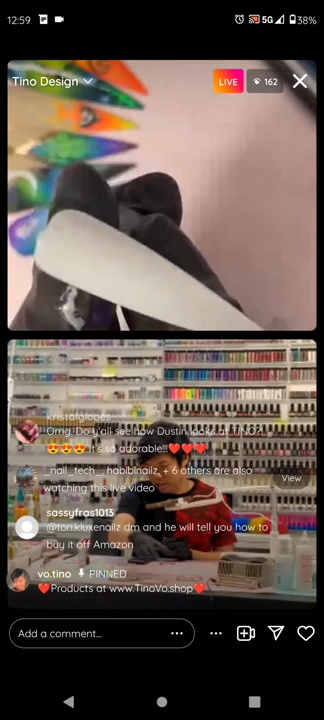 12:59
5G 38%
Tino Design
LIVE
162
kristalglobes
Omg. Do y'all see how Dustin looks at TINO?
😍😍😍 It's so adorable!!❤️❤️❤️
_nail_tech_, habibinailz, + 6 others are also
watching this live video
View
sassyfras1013
@tori.kluxenailz dm and he will tell you how to
buy it off Amazon
vo.tino 📌 PINNED
❤️Products at www.TinoVo.shop❤️
Add a comment...